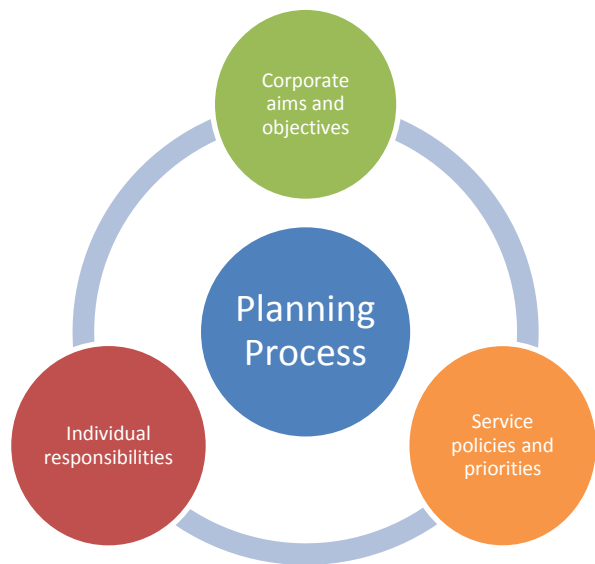 Corporate
aims and
objectives
Planning
Process
Individual
responsibilities
Service
policies and
priorities